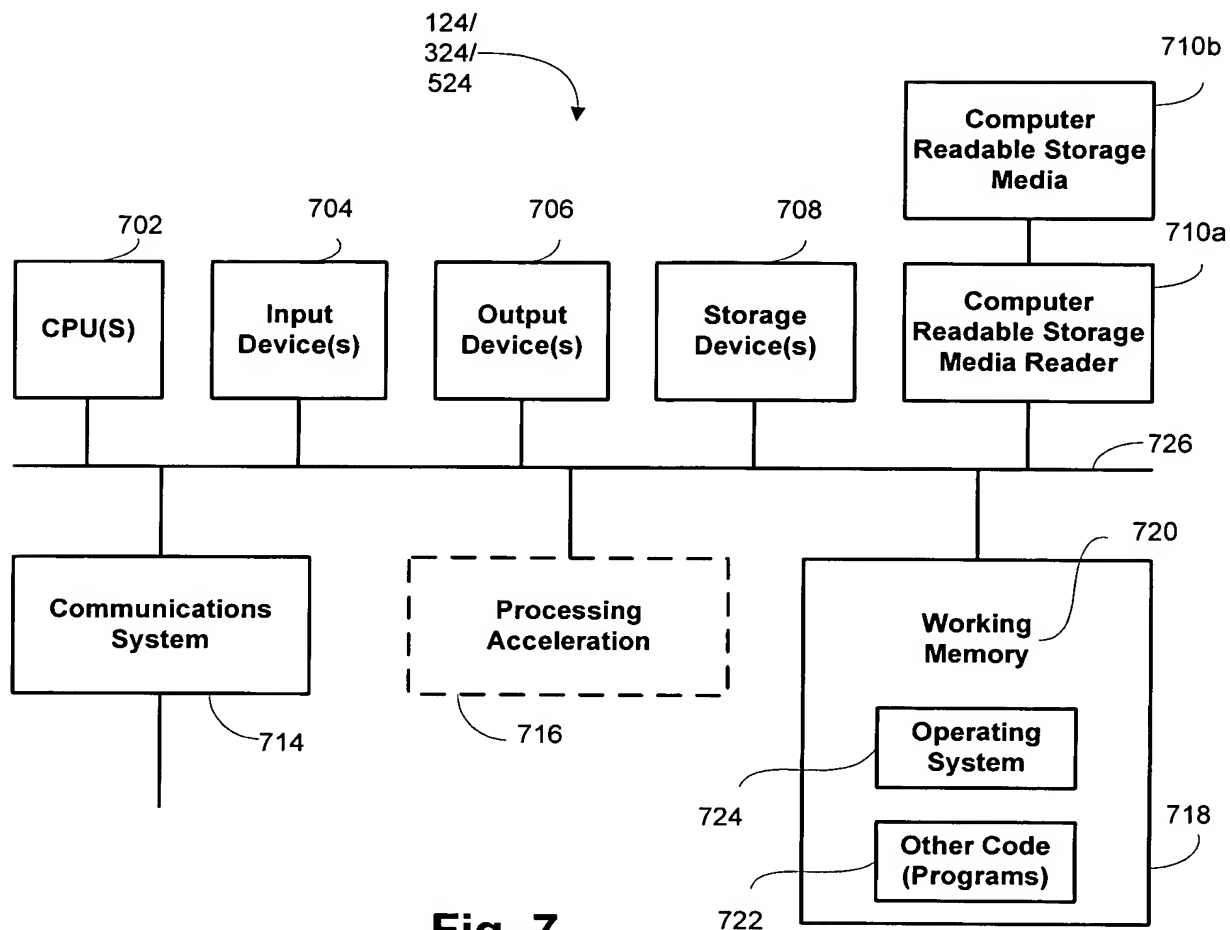 124/
324/
524
710b
Computer
Readable Storage
Media
702
704
706
708
710a
CPU(S)
Input
Device(s)
Output
Device(s)
Storage
Device(s)
Computer
Readable Storage
Media Reader
726
720
Communications
System
Processing
Acceleration
Working
Memory
714
716
Operating
System
724
718
Other Code
(Programs)
722
Fig. 7